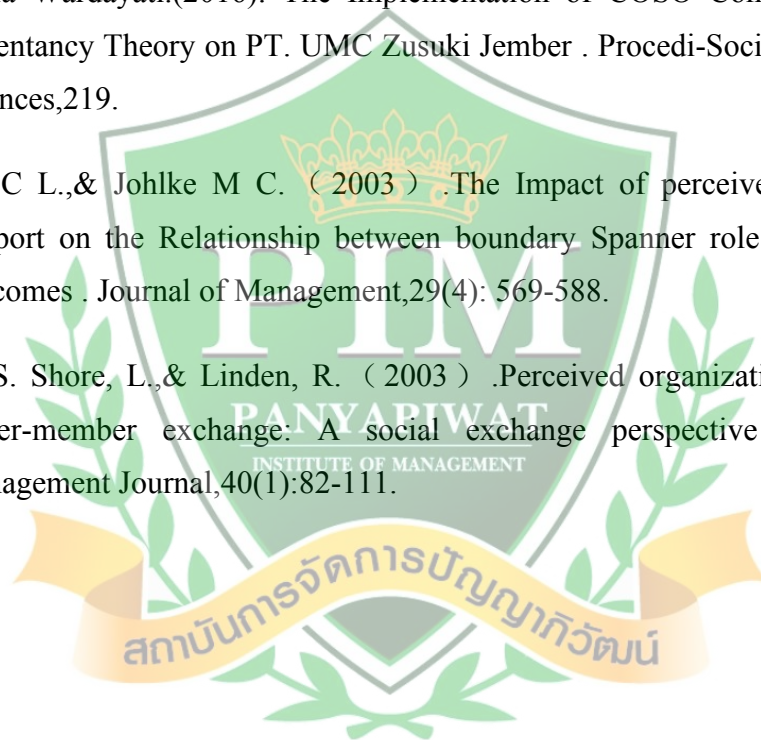 Wardayati.(2016). The Implementation of COSO Con
entancy Theory on PT. UMC Zusuki Jember . Procedi-Soci
nces,219.
C L.,& Johlke M C. （2003） .The Impact of perceive
port on the Relationship between boundary Spanner role
comes . Journal of Management,29(4): 569-588.
S. Shore, L.,& Linden, R. （2003） .Perceived organizati
er-member exchange: A social exchange perspective
nagement Journal,40(1):82-111.
PIM
PANYAPIWAT
INSTITUTE OF MANAGEMENT
สถาบันการจัดการปัญญาภิวัฒน์